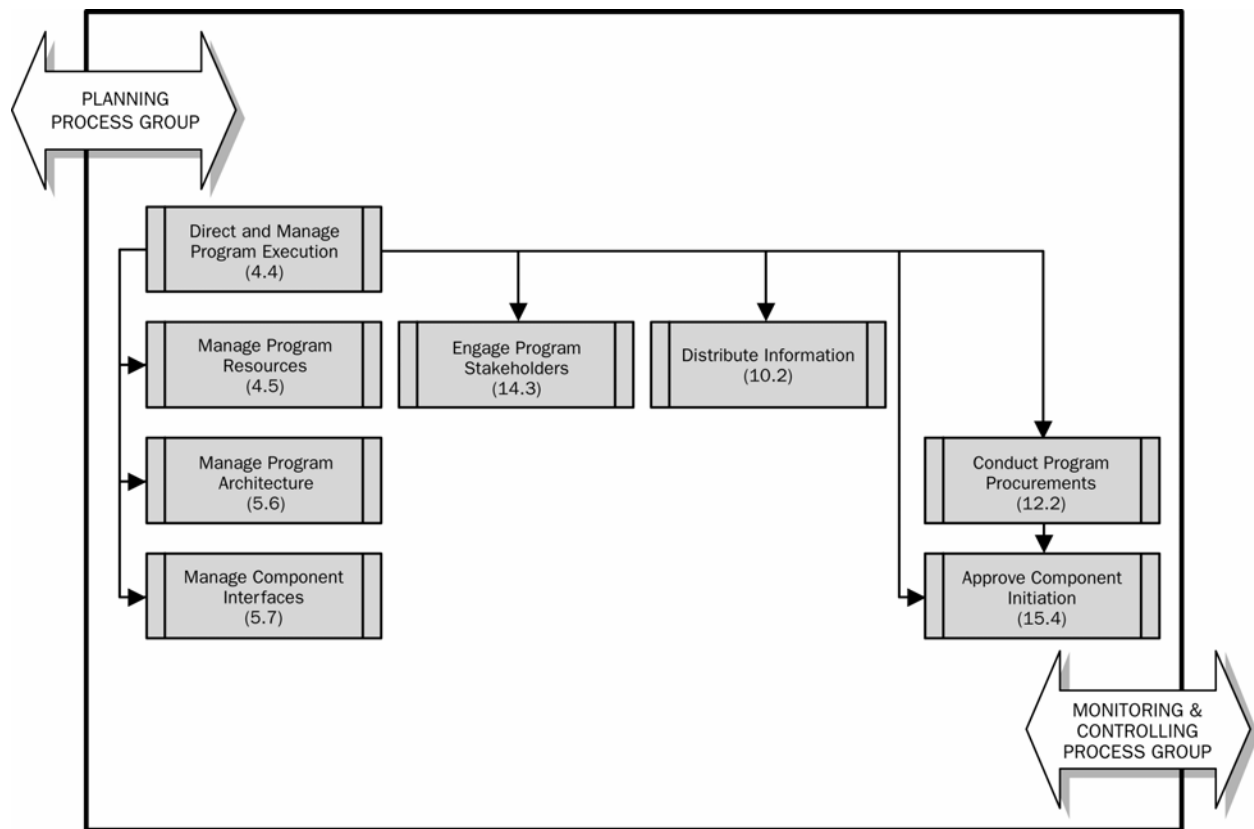 PLANNING
PROCESS GROUP
Direct and Manage
Program Execution
(4.4)
Manage Program
Resources
(4.5)
Engage Program
Stakeholders
(14.3)
Distribute Information
(10.2)
Manage Program
Architecture
(5.6)
Conduct Program
Procurements
(12.2)
Manage Component
Interfaces
(5.7)
Approve Component
Initiation
(15.4)
MONITORING &
CONTROLLING
PROCESS GROUP